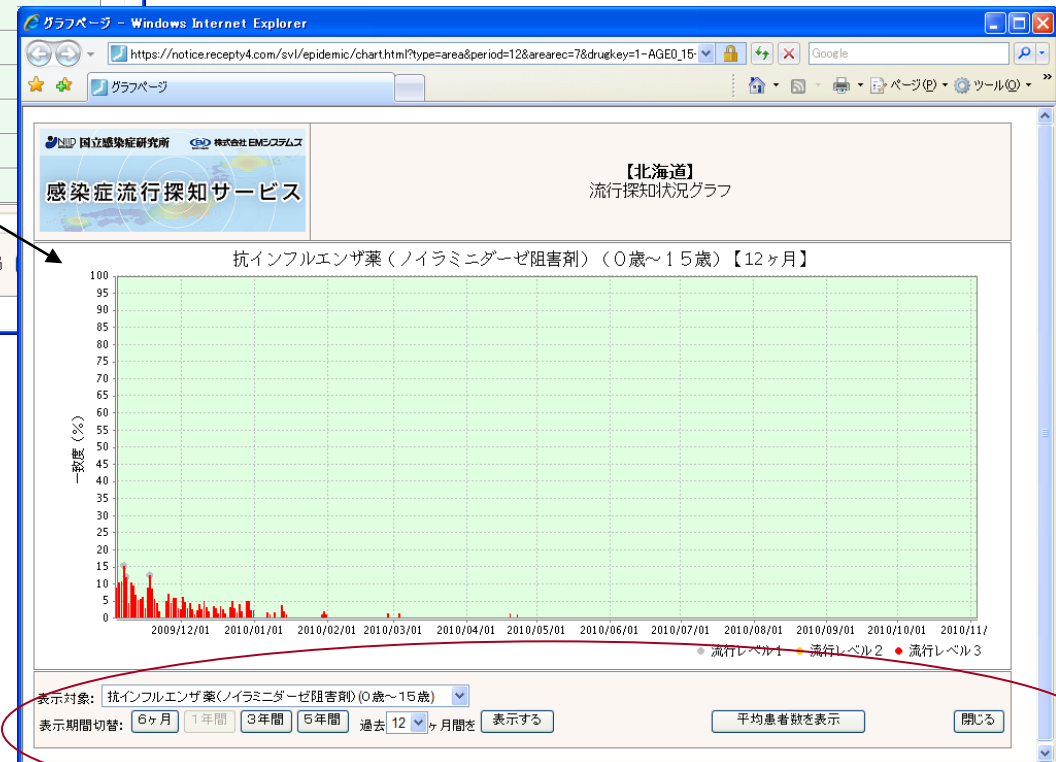 グラフページ - Windows Internet Explorer
https://notice.recepty4.com/svl/epidemic/chart.html?type=area&period=12&arearec=7&drugkey=1-AGE0_15-
Google
グラフページ
ページ(P)
ツール(O)
NIID 国立感染症研究所 株式会社 EMシステムズ
感染症流行探知サービス
【北海道】
流行探知状況グラフ
抗インフルエンザ薬(ノイラミニダーゼ阻害剤)(0歳~15歳)【12ヶ月】
一致度(%)
100
95
90
85
80
75
70
65
60
55
50
45
40
35
30
25
20
15
10
5
0
2009/12/01 2010/01/01 2010/02/01 2010/03/01 2010/04/01 2010/05/01 2010/06/01 2010/07/01 2010/08/01 2010/09/01 2010/10/01 2010/11/
流行レベル1 流行レベル2 流行レベル3
表示対象: 抗インフルエンザ薬(ノイラミニダーゼ阻害剤)(0歳~15歳)
表示期間切替: 6ヶ月 1年間 3年間 5年間 過去 12 ヶ月間を 表示する 平均患者数を表示 閉じる